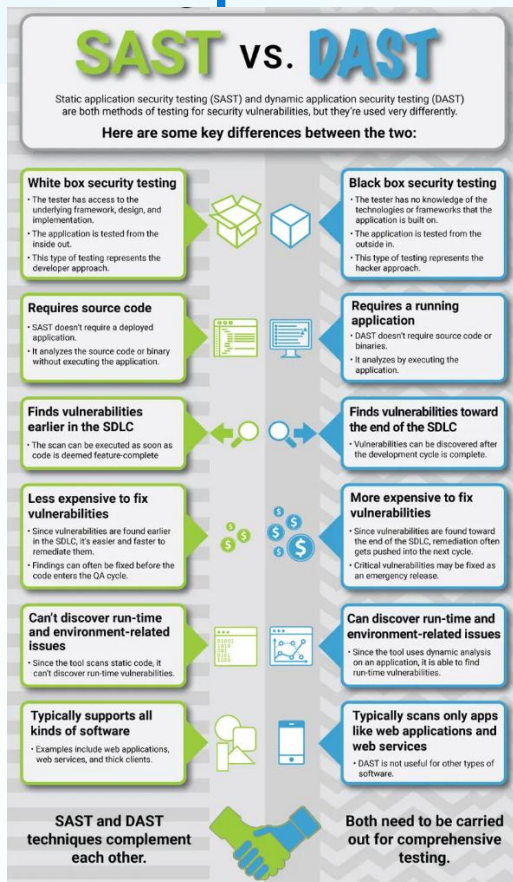 SAST vs. DAST
Static application security testing (SAST) and dynamic application security testing (DAST)
are both methods of testing for security vulnerabilities, but they're used very differently.
Here are some key differences between the two:
White box security testing
• The tester has access to the
underlying framework, design, and
implementation.
• The application is tested from the
inside out.
• This type of testing represents the
developer approach.
Black box security testing
• The tester has no knowledge of the
technologies or frameworks that the
application is built on.
• The application is tested from the
outside in.
• This type of testing represents the
hacker approach.
Requires source code
• SAST doesn't require a deployed
application.
• It analyzes the source code or binary
without executing the application.
Requires a running
application
• DAST doesn't require source code or
binaries.
• It analyzes by executing the
application.
Finds vulnerabilities
earlier in the SDLC
• The scan can be executed as soon as
code is deemed feature-complete
Finds vulnerabilities toward
the end of the SDLC
• Vulnerabilities can be discovered after
the development cycle is complete.
Less expensive to fix
vulnerabilities
• Since vulnerabilities are found earlier
in the SDLC, it's easier and faster to
remediate them.
• Findings can often be fixed before the
code enters the QA cycle.
$
$
$
$
$
$
$
$
More expensive to fix
vulnerabilities
• Since vulnerabilities are found toward
the end of the SDLC, remediation often
gets pushed into the next cycle.
• Critical vulnerabilities may be fixed as
an emergency release.
Can't discover run-time
and environment-related
issues
• Since the tool scans static code, it
can't discover run-time vulnerabilities.
Can discover run-time and
environment-related issues
• Since the tool uses dynamic analysis
on an application, it is able to find
run-time vulnerabilities.
Typically supports all
kinds of software
• Examples include web applications,
web services, and thick clients.
Typically scans only apps
like web applications and
web services
• DAST is not useful for other types of
software.
SAST and DAST
techniques complement
each other.
Both need to be carried
out for comprehensive
testing.